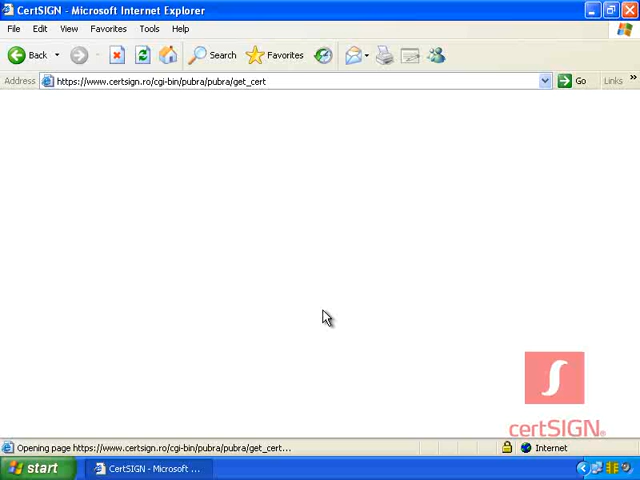 CertSIGN - Microsoft Internet Explorer
File Edit View Favorites Tools Help
Back Search Favorites
Address https://www.certsign.ro/cgi-bin/pubra/pubra/get_cert Go Links »
certSIGN®
Opening page https://www.certsign.ro/cgi-bin/pubra/pubra/get_cert... Internet
start CertSIGN - Microsoft ...